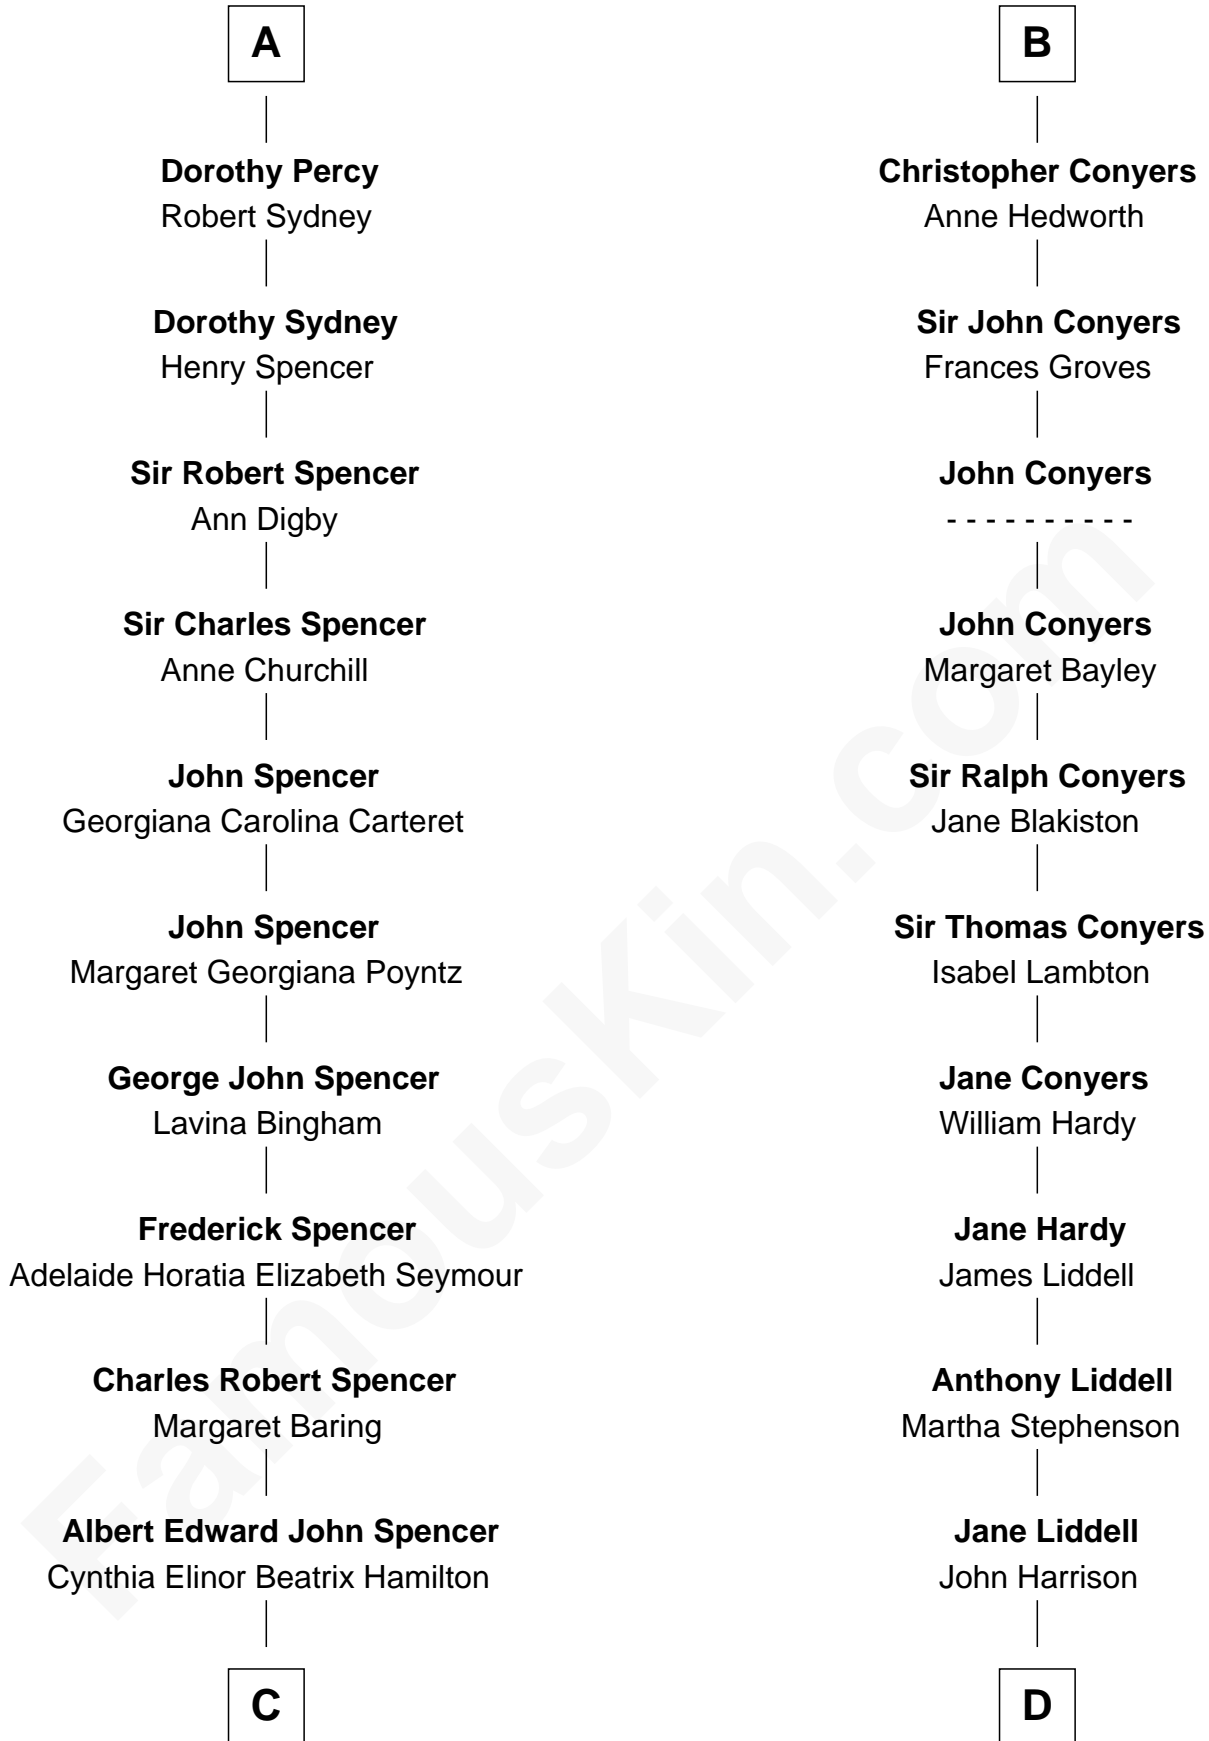 A
Dorothy Percy
Robert Sydney
Dorothy Sydney
Henry Spencer
Sir Robert Spencer
Ann Digby
Sir Charles Spencer
Anne Churchill
John Spencer
Georgiana Carolina Carteret
John Spencer
Margaret Georgiana Poyntz
George John Spencer
Lavina Bingham
Frederick Spencer
Adelaide Horatia Elizabeth Seymour
Charles Robert Spencer
Margaret Baring
Albert Edward John Spencer
Cynthia Elinor Beatrix Hamilton
C
B
Christopher Conyers
Anne Hedworth
Sir John Conyers
Frances Groves
John Conyers
- - - - - - - - - -
John Conyers
Margaret Bayley
Sir Ralph Conyers
Jane Blakiston
Sir Thomas Conyers
Isabel Lambton
Jane Conyers
William Hardy
Jane Hardy
James Liddell
Anthony Liddell
Martha Stephenson
Jane Liddell
John Harrison
D
FamousKin.com